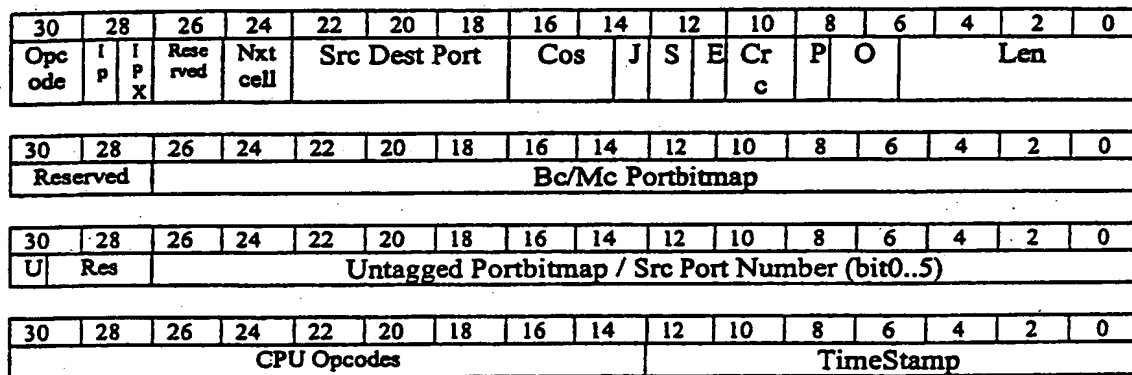 30 28 26 24 22 20 18 16 14 12 10 8 6 4 2 0
Opc ode I p I P X Rese rved Nxt cell Src Dest Port Cos J S E Cr c P O Len
30 28 26 24 22 20 18 16 14 12 10 8 6 4 2 0
Reserved Bc/Mc Portbitmap
30 28 26 24 22 20 18 16 14 12 10 8 6 4 2 0
U Res Untagged Portbitmap / Src Port Number (bit0..5)
30 28 26 24 22 20 18 16 14 12 10 8 6 4 2 0
CPU Opcodes TimeStamp